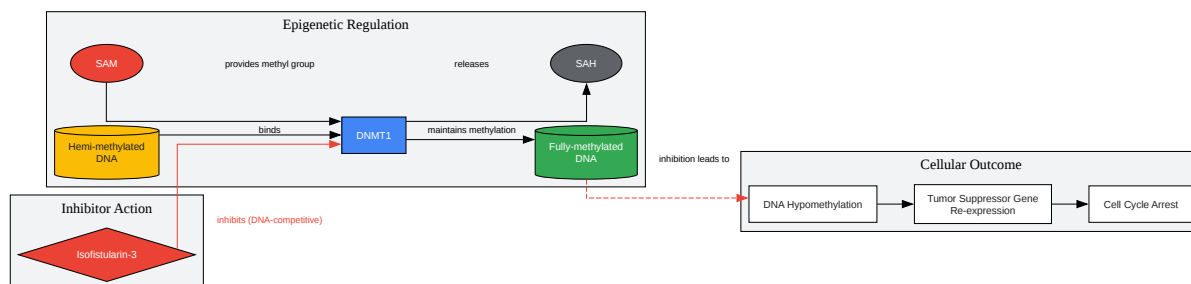 Epigenetic Regulation
SAM
provides methyl group
releases
SAH
Hemi-methylated
DNA
binds
DNMT1
maintains methylation
Fully-methylated
DNA
inhibition leads to
Cellular Outcome
DNA Hypomethylation
Tumor Suppressor Gene
Re-expression
Cell Cycle Arrest
Inhibitor Action
inhibits (DNA-competitive)
Isofistularin-3